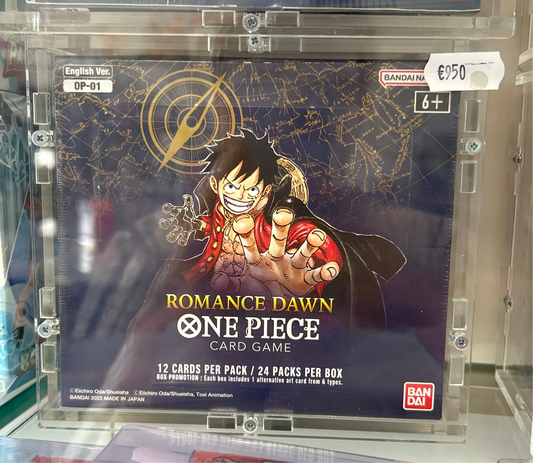 English Ver.
OP-01
BANDAI NA
€950
6+
ROMANCE DAWN
ONE PIECE
CARD GAME
12 CARDS PER PACK / 24 PACKS PER BOX
BOX PROMOTION : Each box includes 1 alternative art card from 6 types.
©Eiichiro Oda/Shueisha ©Eiichiro Oda/Shueisha, Toei Animation
BANDAI 2022 MADE IN JAPAN
BAN
DAI